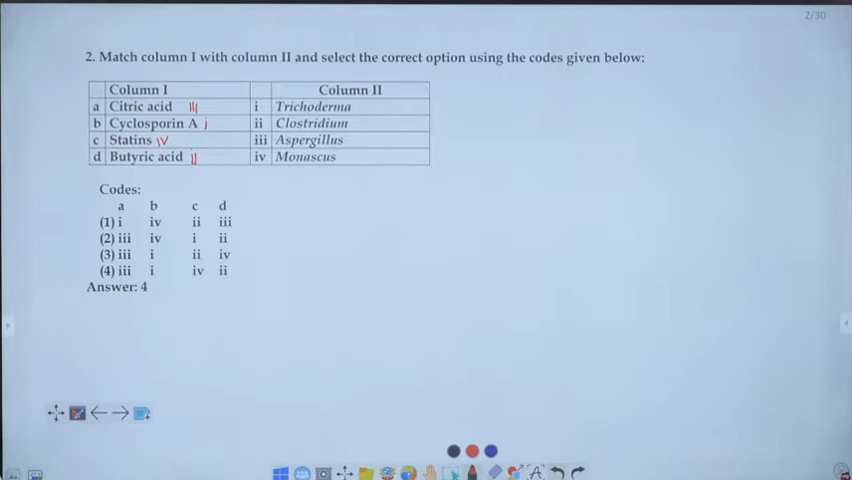 2/30
2. Match column I with column II and select the correct option using the codes given below:
Column I Column II
a Citric acid III i Trichoderma
b Cyclosporin A i ii Clostridium
c Statins IV iii Aspergillus
d Butyric acid II iv Monascus
Codes:
a b c d
(1) i iv ii iii
(2) iii iv i ii
(3) iii i ii iv
(4) iii i iv ii
Answer: 4